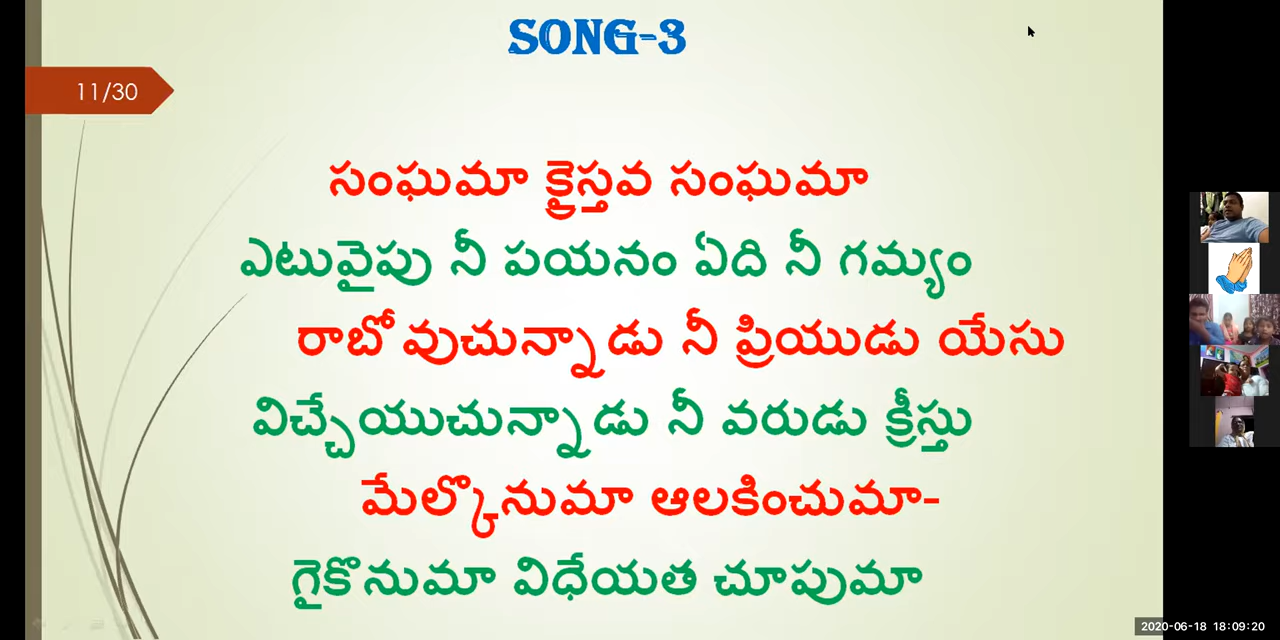 SONG-3
11/30
సంఘమా క్రైస్తవ సంఘమా
ఎటువైపు నీ పయనం ఏది నీ గమ్యం
రాబోవుచున్నాడు నీ ప్రియుడు యేసు
విచ్చేయుచున్నాడు నీ వరుడు క్రీస్తు
మేల్కొనుమా ఆలకించుమా-
గైకొనుమా విధేయత చూపుమా
2020-06-18 18:09:20